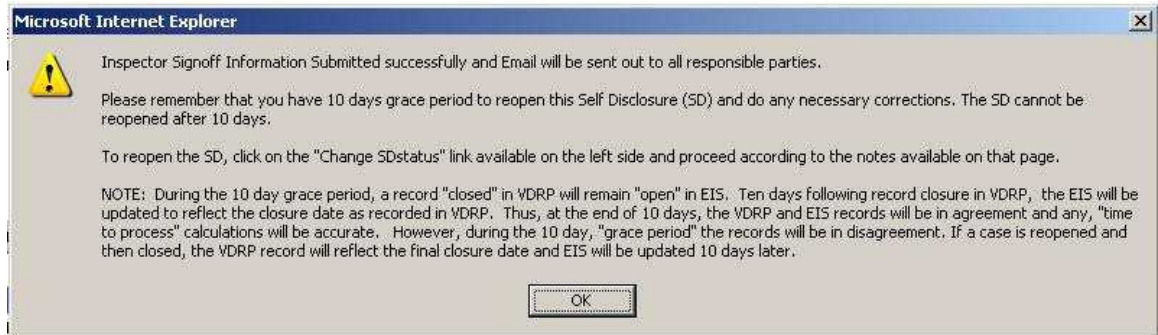 Microsoft Internet Explorer
Inspector Signoff Information Submitted successfully and Email will be sent out to all responsible parties.
Please remember that you have 10 days grace period to reopen this Self Disclosure (SD) and do any necessary corrections. The SD cannot be
reopened after 10 days.
To reopen the SD, click on the "Change SDstatus" link available on the left side and proceed according to the notes available on that page.
NOTE: During the 10 day grace period, a record "closed" in VDRP will remain "open" in EIS. Ten days following record closure in VDRP, the EIS will be
updated to reflect the closure date as recorded in VDRP. Thus, at the end of 10 days, the VDRP and EIS records will be in agreement and any, "time
to process" calculations will be accurate. However, during the 10 day, "grace period" the records will be in disagreement. If a case is reopened and
then closed, the VDRP record will reflect the final closure date and EIS will be updated 10 days later.
OK